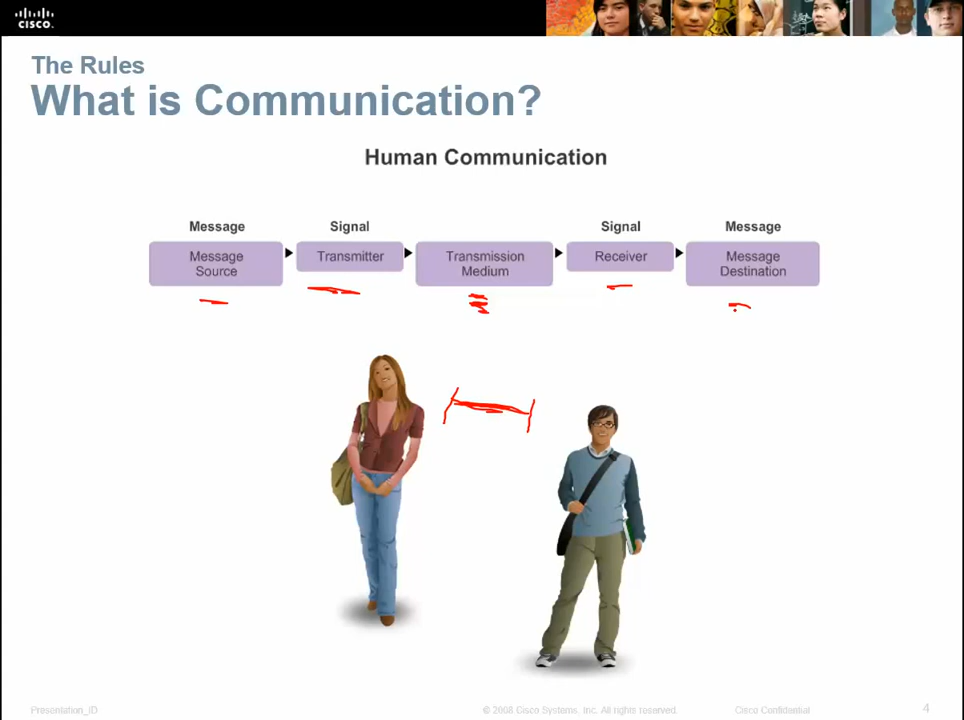 CISCO
The Rules
What is Communication?
Human Communication
Message Signal Signal Message
Message Source Transmitter Transmission Medium Receiver Message Destination
Presentation_ID © 2008 Cisco Systems, Inc. All rights reserved. Cisco Confidential 4